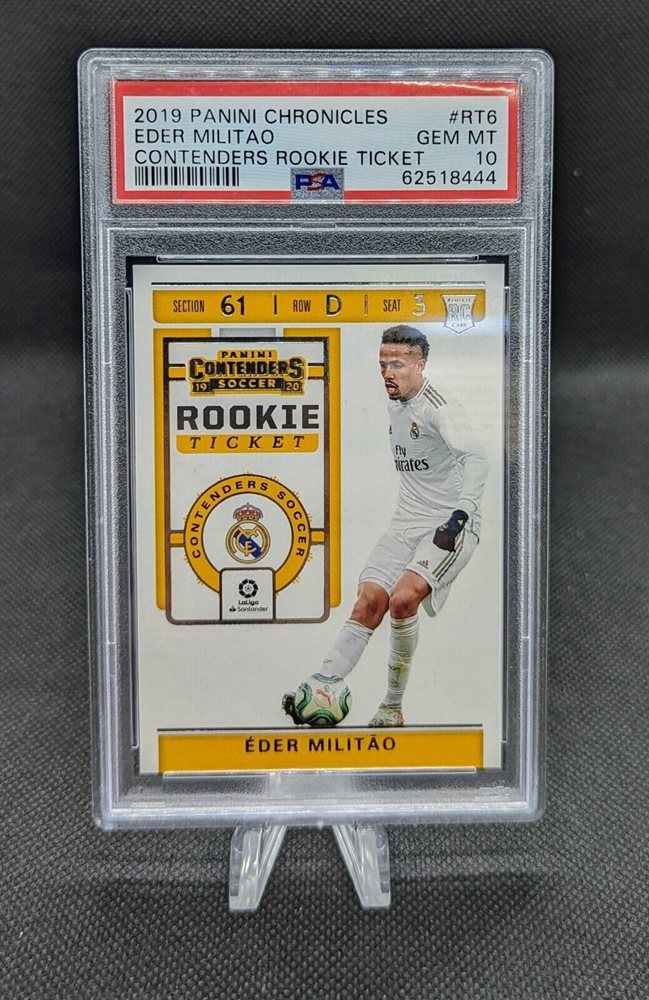 2019 PANINI CHRONICLES #RT6
EDER MILITAO GEM MT
CONTENDERS ROOKIE TICKET 10
PSA 62518444
SECTION 61 ROW D SEAT 3
RC
PANINI
CONTENDERS
19 SOCCER 20
ROOKIE
TICKET
CONTENDERS SOCCER
LaLiga
Santander
Fly
Emirates
ÉDER MILITÃO